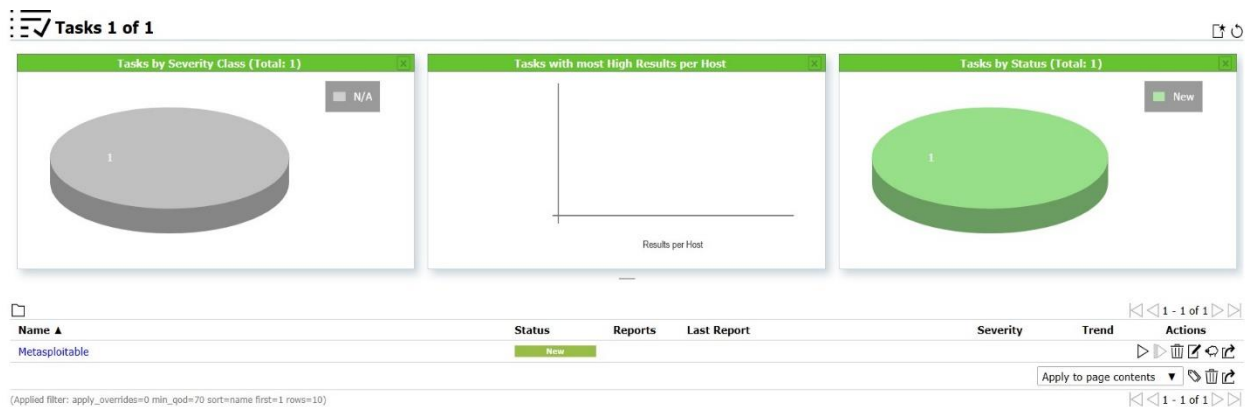 Tasks 1 of 1
Tasks by Severity Class (Total: 1)
N/A
1
Tasks with most High Results per Host
Results per Host
Tasks by Status (Total: 1)
New
1
1 - 1 of 1
Name ▲ Status Reports Last Report Severity Trend Actions
Metasploitable New
Apply to page contents ▼
(Applied filter: apply_overrides=0 min_qod=70 sort=name first=1 rows=10) 1 - 1 of 1